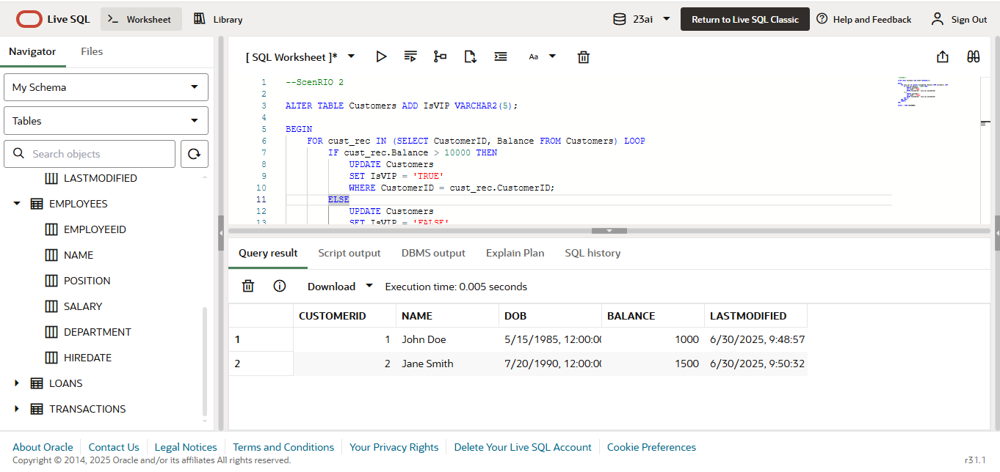 Live SQL
Worksheet
Library
23ai
Return to Live SQL Classic
Help and Feedback
Sign Out
Navigator
Files
My Schema
Tables
Search objects
LASTMODIFIED
EMPLOYEES
EMPLOYEEID
NAME
POSITION
SALARY
DEPARTMENT
HIREDATE
LOANS
TRANSACTIONS
[ SQL Worksheet ]*
Aa
1 --ScenRIO 2
2
3 ALTER TABLE Customers ADD IsVIP VARCHAR2(5);
4
5 BEGIN
6 FOR cust_rec IN (SELECT CustomerID, Balance FROM Customers) LOOP
7 IF cust_rec.Balance > 10000 THEN
8 UPDATE Customers
9 SET IsVIP = 'TRUE'
10 WHERE CustomerID = cust_rec.CustomerID;
11 ELSE
12 UPDATE Customers
13 SET IsVIP = 'FALSE'
Query result Script output DBMS output Explain Plan SQL history
Download Execution time: 0.005 seconds
CUSTOMERID NAME DOB BALANCE LASTMODIFIED
1 1 John Doe 5/15/1985, 12:00:00 1000 6/30/2025, 9:48:57
2 2 Jane Smith 7/20/1990, 12:00:00 1500 6/30/2025, 9:50:32
About Oracle Contact Us Legal Notices Terms and Conditions Your Privacy Rights Delete Your Live SQL Account Cookie Preferences
Copyright © 2014, 2025 Oracle and/or its affiliates All rights reserved.
r31.1